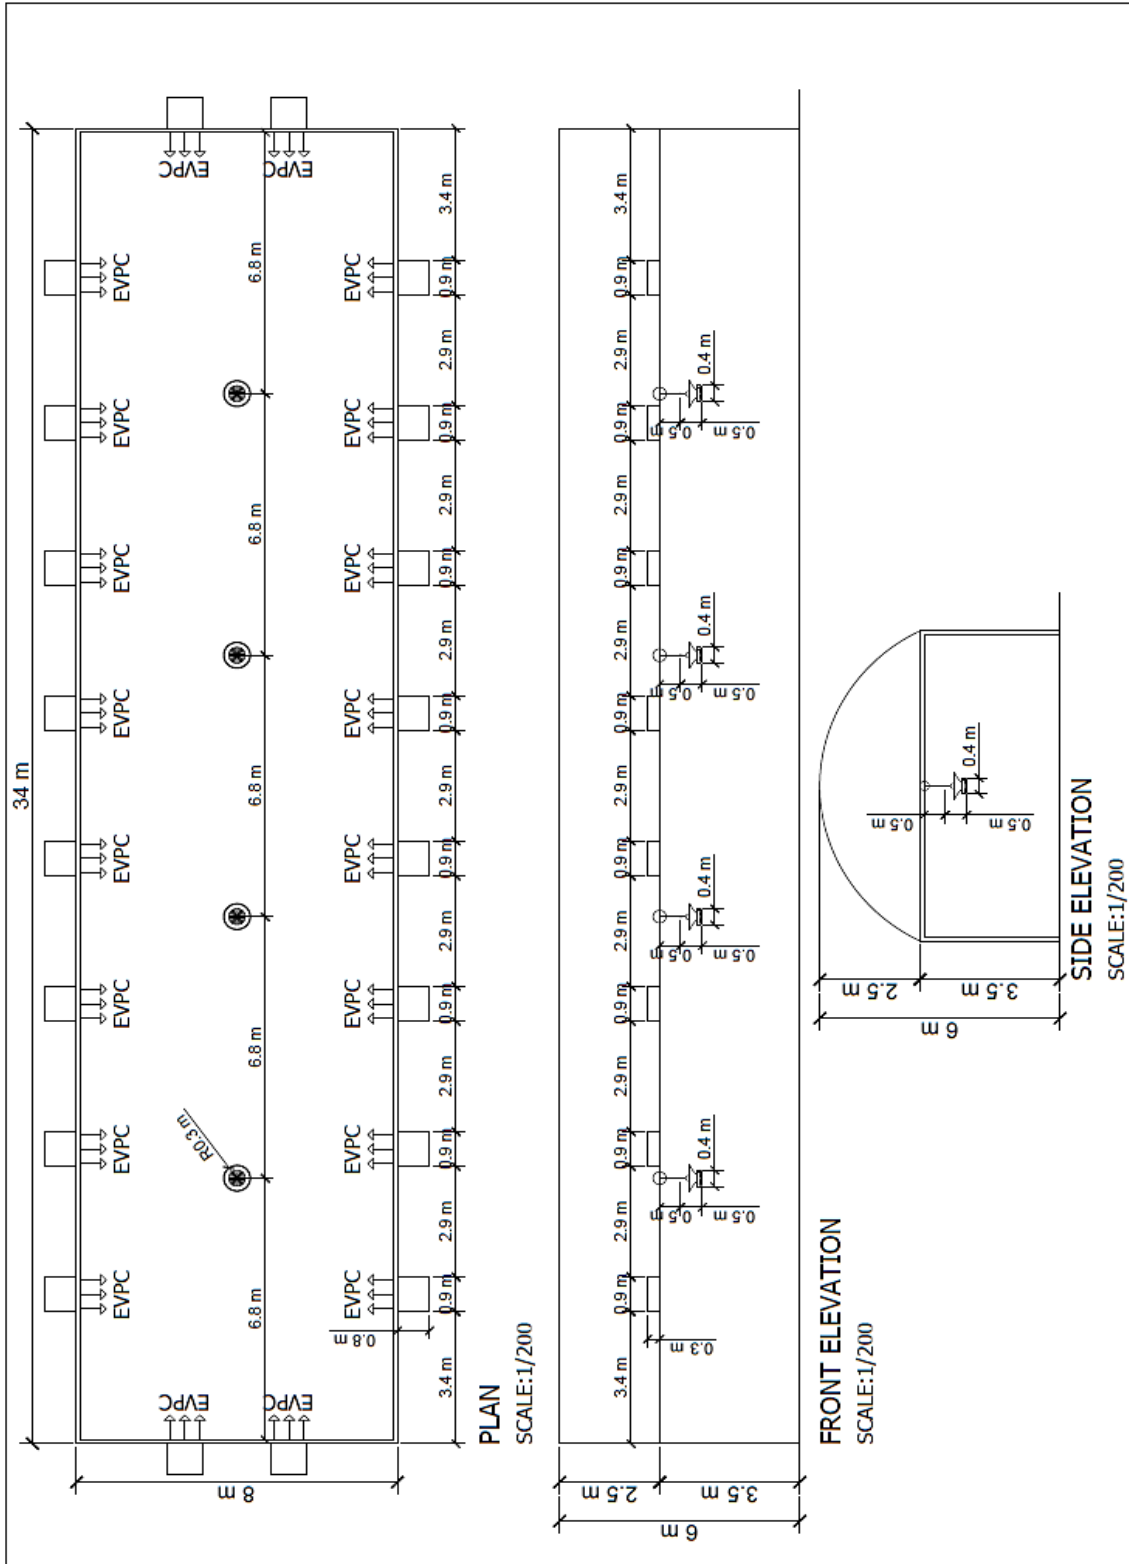 34 m
EVPC EVPC EVPC EVPC EVPC EVPC EVPC EVPC
EVPC
EVPC
EVPC
EVPC
R0.3 m
6.8 m 6.8 m 6.8 m 6.8 m 6.8 m
8 m
EVPC EVPC EVPC EVPC EVPC EVPC EVPC EVPC
0.8 m
3.4 m 0.9 m 2.9 m 0.9 m 2.9 m 0.9 m 2.9 m 0.9 m 2.9 m 0.9 m 2.9 m 0.9 m 2.9 m 0.9 m 2.9 m 0.9 m 3.4 m
PLAN
SCALE:1/200
3.4 m 0.9 m 2.9 m 0.9 m 2.9 m 0.9 m 2.9 m 0.9 m 2.9 m 0.9 m 2.9 m 0.9 m 2.9 m 0.9 m 2.9 m 0.9 m 3.4 m
2.5 m
3.5 m
6 m
0.3 m
0.5 m
0.5 m
0.4 m
0.5 m
0.5 m
0.4 m
0.5 m
0.5 m
0.4 m
0.5 m
0.5 m
0.4 m
FRONT ELEVATION
SCALE:1/200
2.5 m
3.5 m
6 m
0.5 m
0.5 m
0.4 m
SIDE ELEVATION
SCALE:1/200